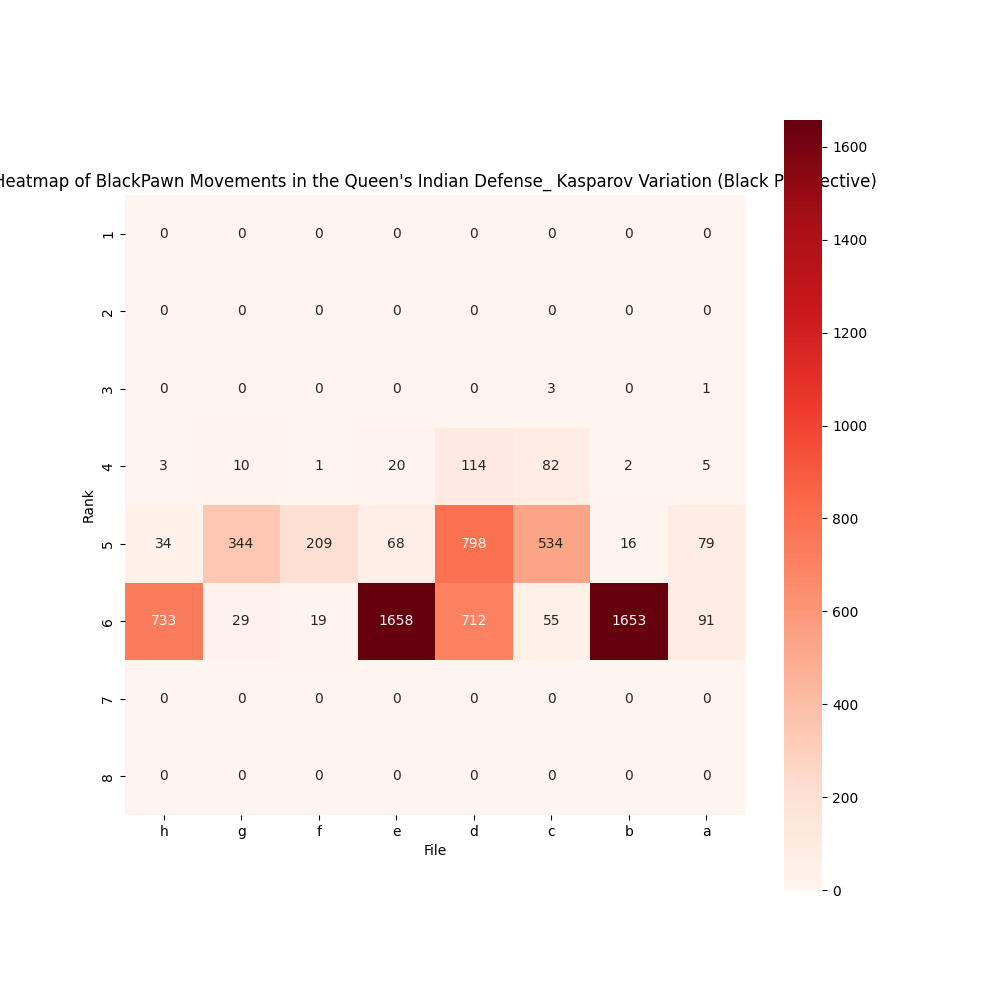 Heatmap of BlackPawn Movements in the Queen's Indian Defense_ Kasparov Variation (Black P ective)
1600
1400
1200
1000
800
600
400
200
0
Rank
1 0 0 0 0 0 0 0 0
2 0 0 0 0 0 0 0 0
3 0 0 0 0 0 3 0 1
4 3 10 1 20 114 82 2 5
5 34 344 209 68 798 534 16 79
6 733 29 19 1658 712 55 1653 91
7 0 0 0 0 0 0 0 0
8 0 0 0 0 0 0 0 0
h g f e d c b a
File